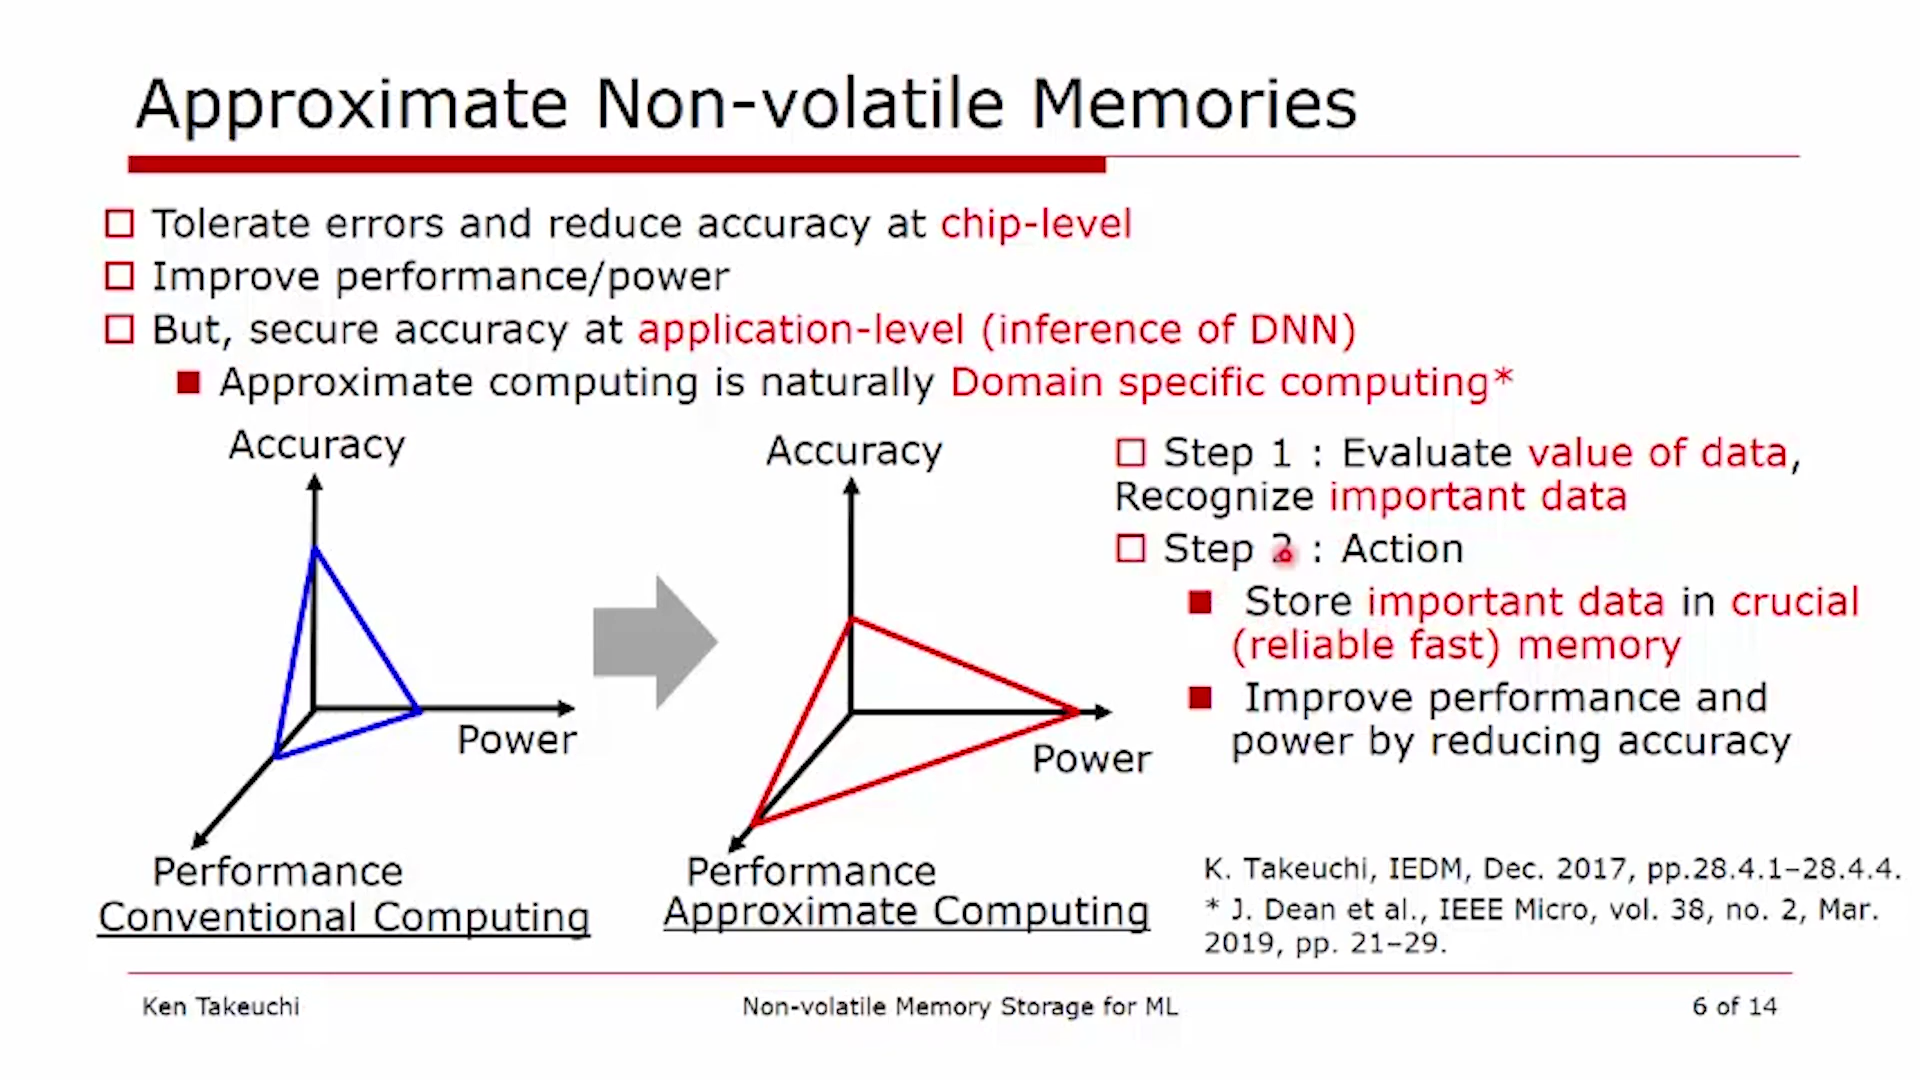 Approximate Non-volatile Memories
Tolerate errors and reduce accuracy at chip-level
Improve performance/power
But, secure accuracy at application-level (inference of DNN)
Approximate computing is naturally Domain specific computing*
Accuracy
Power
Performance
Conventional Computing
Accuracy
Power
Performance
Approximate Computing
Step 1 : Evaluate value of data,
Recognize important data
Step 2 : Action
Store important data in crucial
(reliable fast) memory
Improve performance and
power by reducing accuracy
K. Takeuchi, IEDM, Dec. 2017, pp.28.4.1–28.4.4.
* J. Dean et al., IEEE Micro, vol. 38, no. 2, Mar.
2019, pp. 21–29.
Ken Takeuchi
Non-volatile Memory Storage for ML
6 of 14